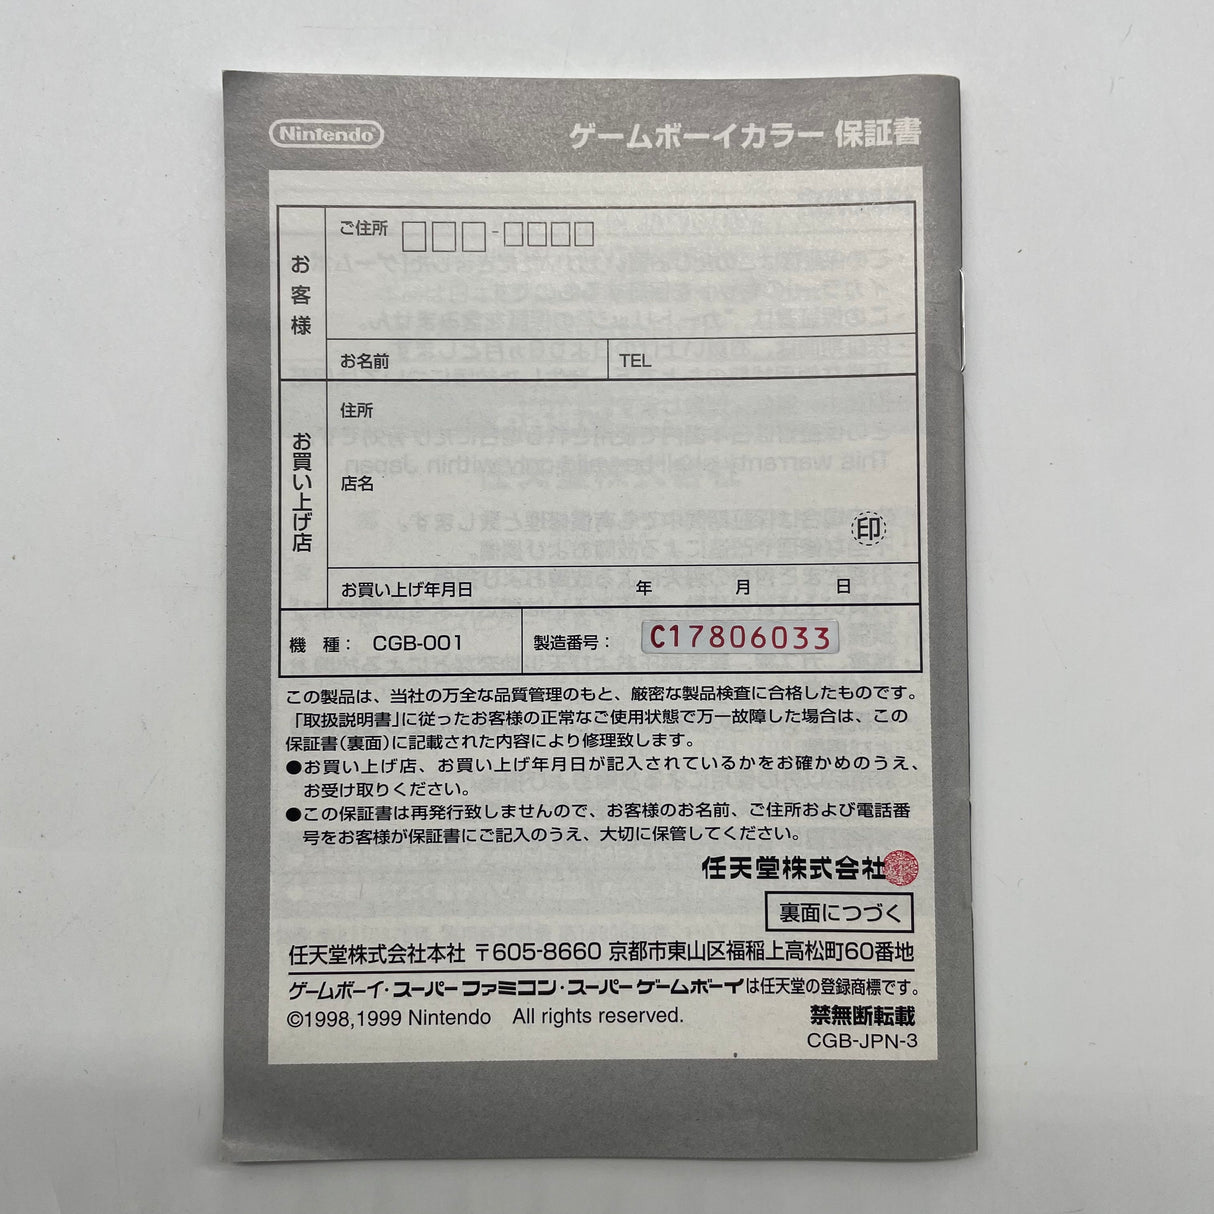 Nintendo
ゲームボーイカラー 保証書
お客様
ご住所 □□□-□□□□
お名前
TEL
お買い上げ店
住所
店名
印
お買い上げ年月日 年 月 日
機 種： CGB-001
製造番号： C17806033
この製品は、当社の万全な品質管理のもと、厳密な製品検査に合格したものです。
「取扱説明書」に従ったお客様の正常なご使用状態で万一故障した場合は、この
保証書(裏面)に記載された内容により修理致します。
●お買い上げ店、お買い上げ年月日が記入されているかをお確かめのうえ、
お受け取りください。
●この保証書は再発行致しませんので、お客様のお名前、ご住所および電話番
号をお客様が保証書にご記入のうえ、大切に保管してください。
任天堂株式会社
裏面につづく
任天堂株式会社本社 〒605-8660 京都市東山区福稲上高松町60番地
ゲームボーイ・スーパーファミコン・スーパーゲームボーイは任天堂の登録商標です。
©1998,1999 Nintendo All rights reserved.
禁無断転載
CGB-JPN-3